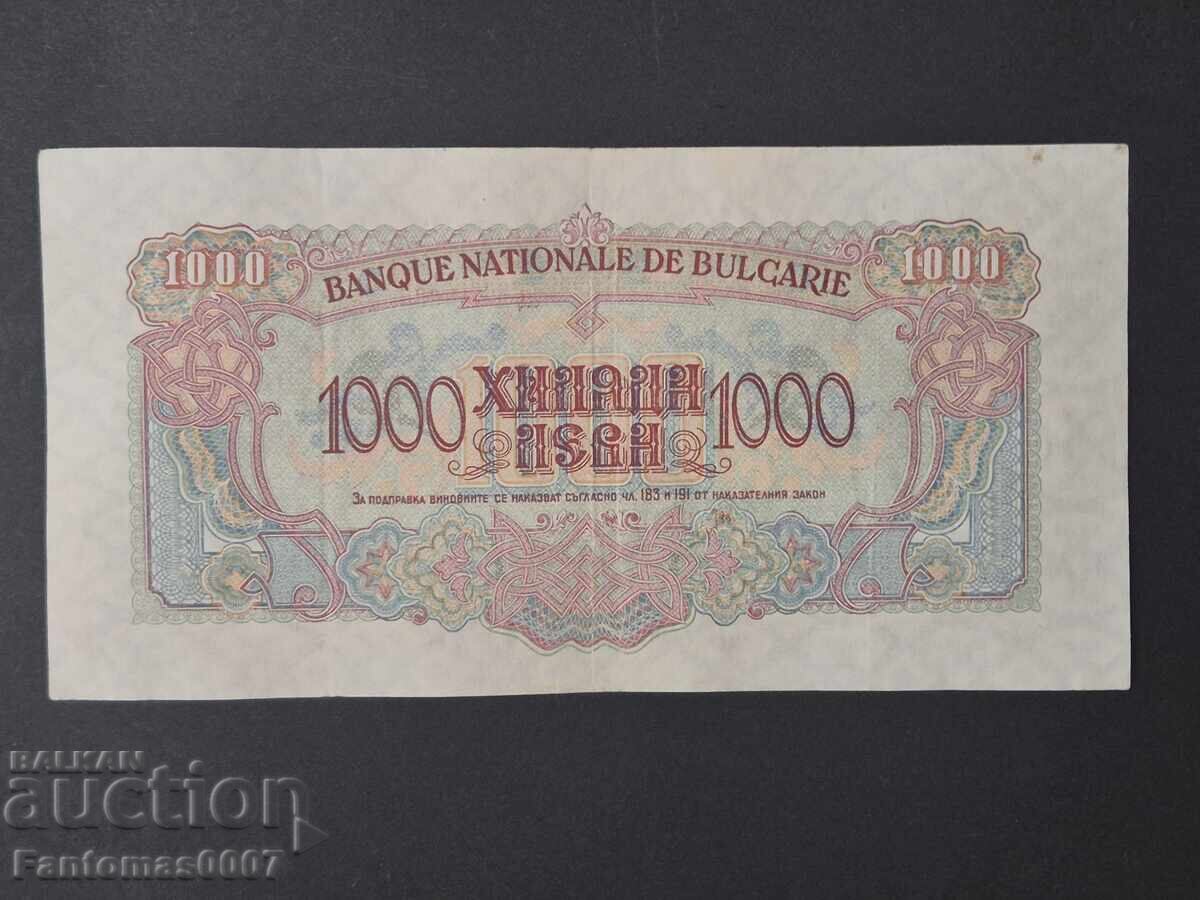 1000
1000
BANQUE NATIONALE DE BULGARIE
1000 ХИЛЯДИ 1000
ЛЕВА
1000
ЗА ПОДПРАВКА ВИНОВНИТЕ СЕ НАКАЗВАТ СЪГЛАСНО ЧЛ. 183 И 191 ОТ НАКАЗАТЕЛНИЯ ЗАКОН
BALKAN
auction
Fantomas0007